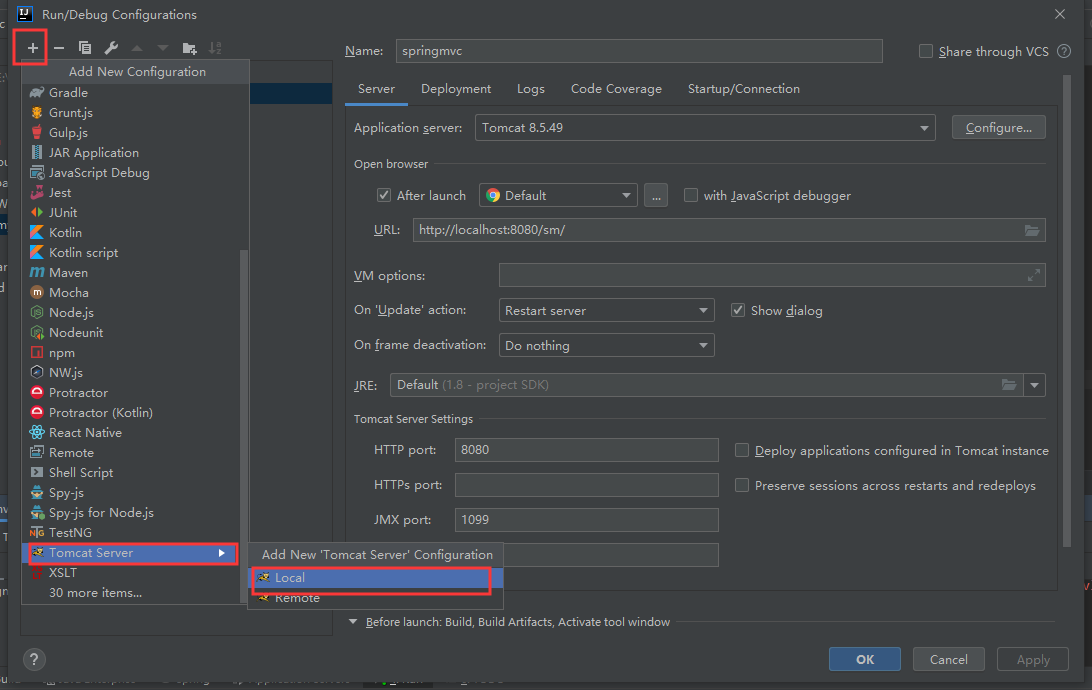 Run/Debug Configurations
Add New Configuration
Gradle
Grunt.js
Gulp.js
JAR Application
JavaScript Debug
Jest
JUnit
Kotlin
Kotlin script
Maven
Mocha
Node.js
Nodeunit
npm
NW.js
Protractor
Protractor (Kotlin)
React Native
Remote
Shell Script
Spy-js
Spy-js for Node.js
TestNG
Tomcat Server
XSLT
30 more items...
Add New 'Tomcat Server' Configuration
Local
Remote
Name: springmvc
Share through VCS
Server Deployment Logs Code Coverage Startup/Connection
Application server: Tomcat 8.5.49 Configure...
Open browser
After launch Default ... with JavaScript debugger
URL: http://localhost:8080/sm/
VM options:
On 'Update' action: Restart server Show dialog
On frame deactivation: Do nothing
JRE: Default (1.8 - project SDK)
Tomcat Server Settings
HTTP port: 8080 Deploy applications configured in Tomcat instance
HTTPs port: Preserve sessions across restarts and redeploys
JMX port: 1099
Before launch: Build, Build Artifacts, Activate tool window
? OK Cancel Apply